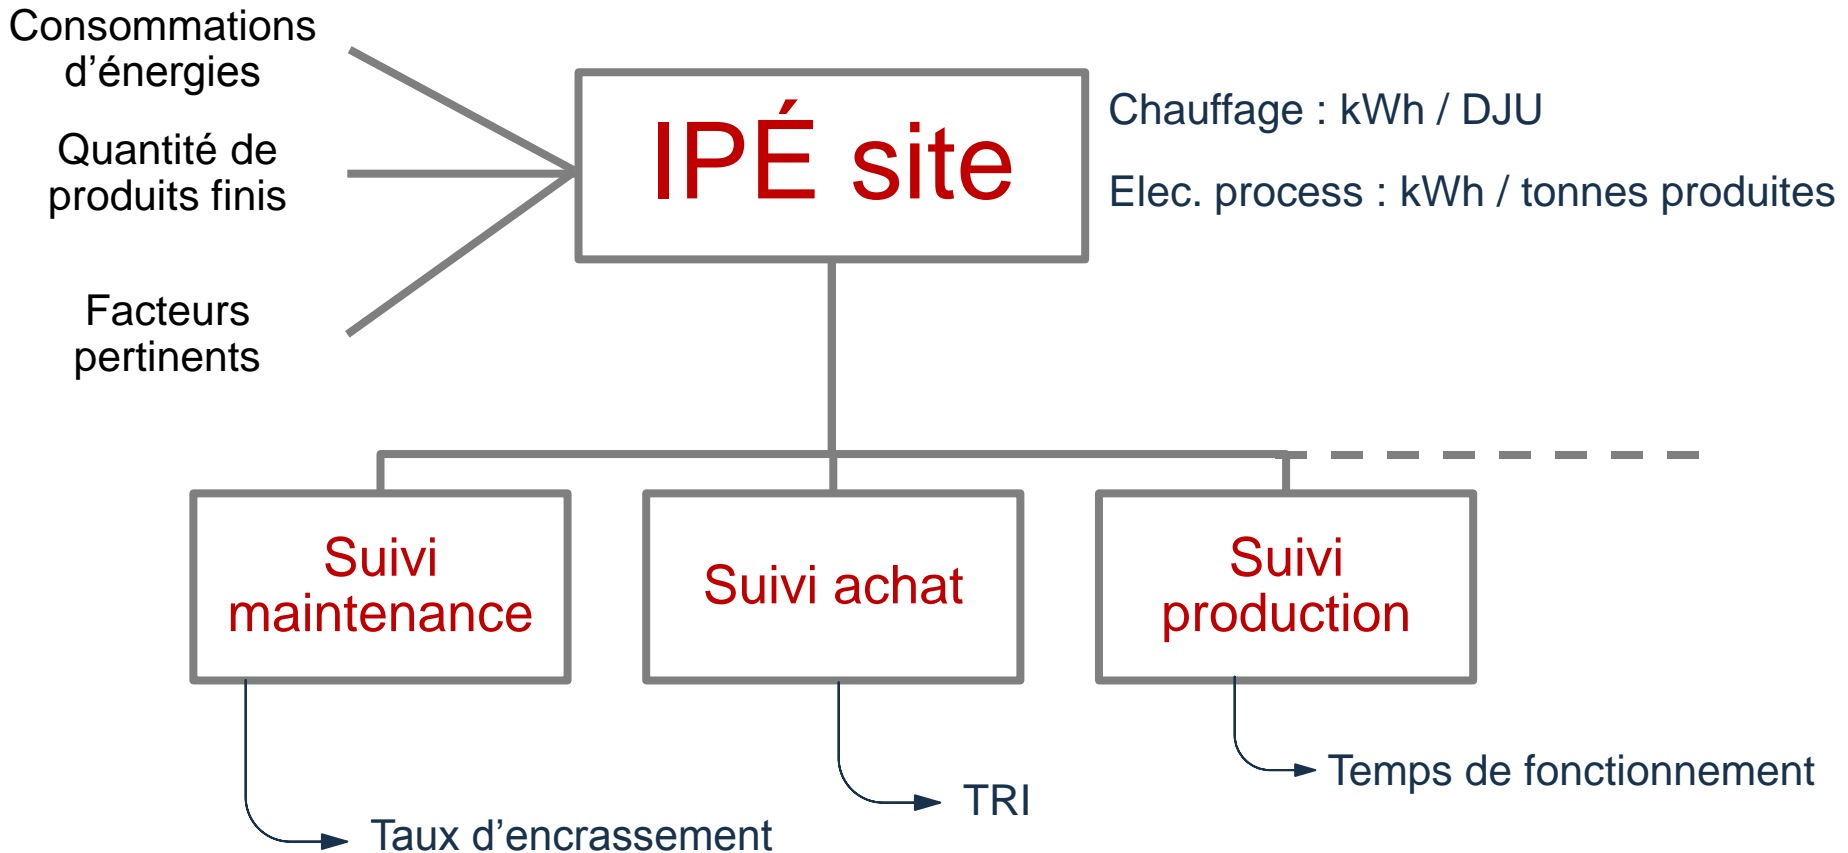 Consommations
d’énergies
Quantité de
produits finis
Facteurs
pertinents
IPÉ site
Chauffage : kWh / DJU
Elec. process : kWh / tonnes produites
Suivi
maintenance
Suivi achat
Suivi
production
Taux d’encrassement
TRI
Temps de fonctionnement